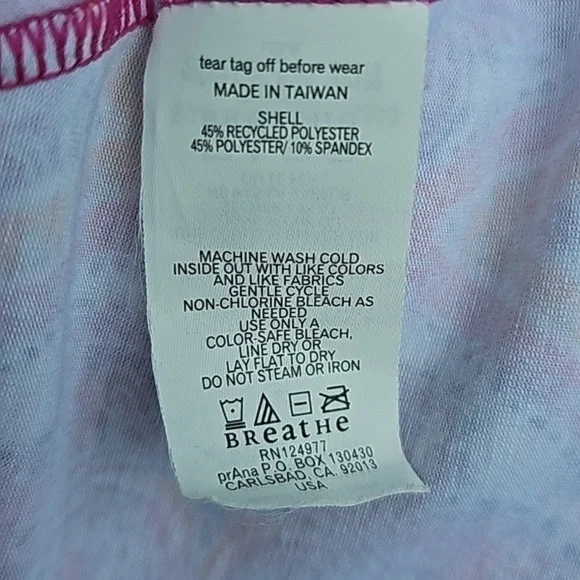 tear tag off before wear
MADE IN TAIWAN
SHELL
45% RECYCLED POLYESTER
45% POLYESTER/ 10% SPANDEX
MACHINE WASH COLD
INSIDE OUT WITH LIKE COLORS
AND LIKE FABRICS
GENTLE CYCLE
NON-CHLORINE BLEACH AS
NEEDED
USE ONLY A
COLOR-SAFE BLEACH,
LINE DRY OR
LAY FLAT TO DRY
DO NOT STEAM OR IRON
BReatHe
RN124977
prAna P.O. BOX 130430
CARLSBAD, CA. 92013
USA